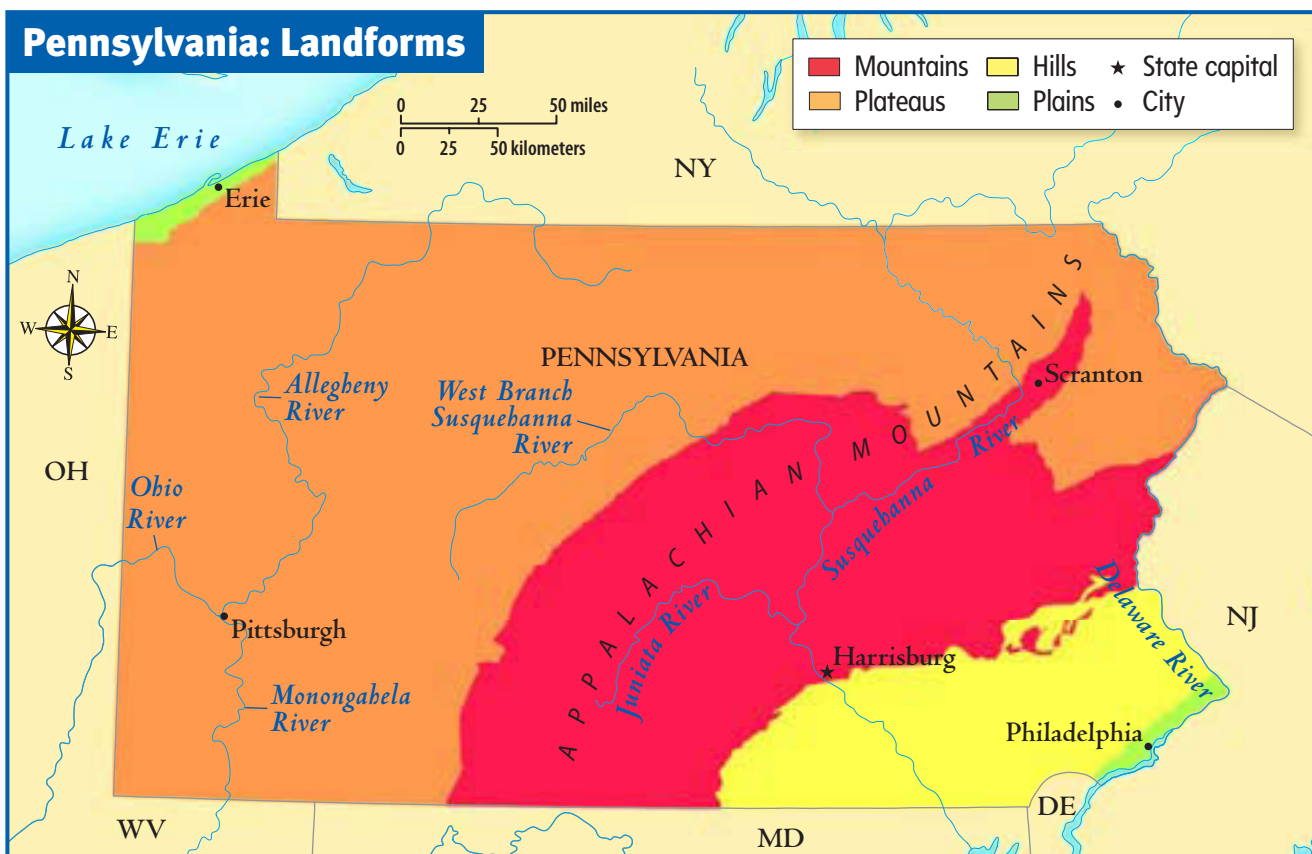 Pennsylvania: Landforms
Mountains
Hills
State capital
Plateaus
Plains
City
0 25 50 miles
0 25 50 kilometers
Lake Erie
NY
Erie
N
W E
S
PENNSYLVANIA
APPALACHIAN MOUNTAINS
Scranton
Allegheny
River
West Branch
Susquehanna
River
Susquehanna River
OH
Ohio
River
Pittsburgh
Juniata River
Delaware River
NJ
Harrisburg
Monongahela
River
Philadelphia
WV
MD
DE